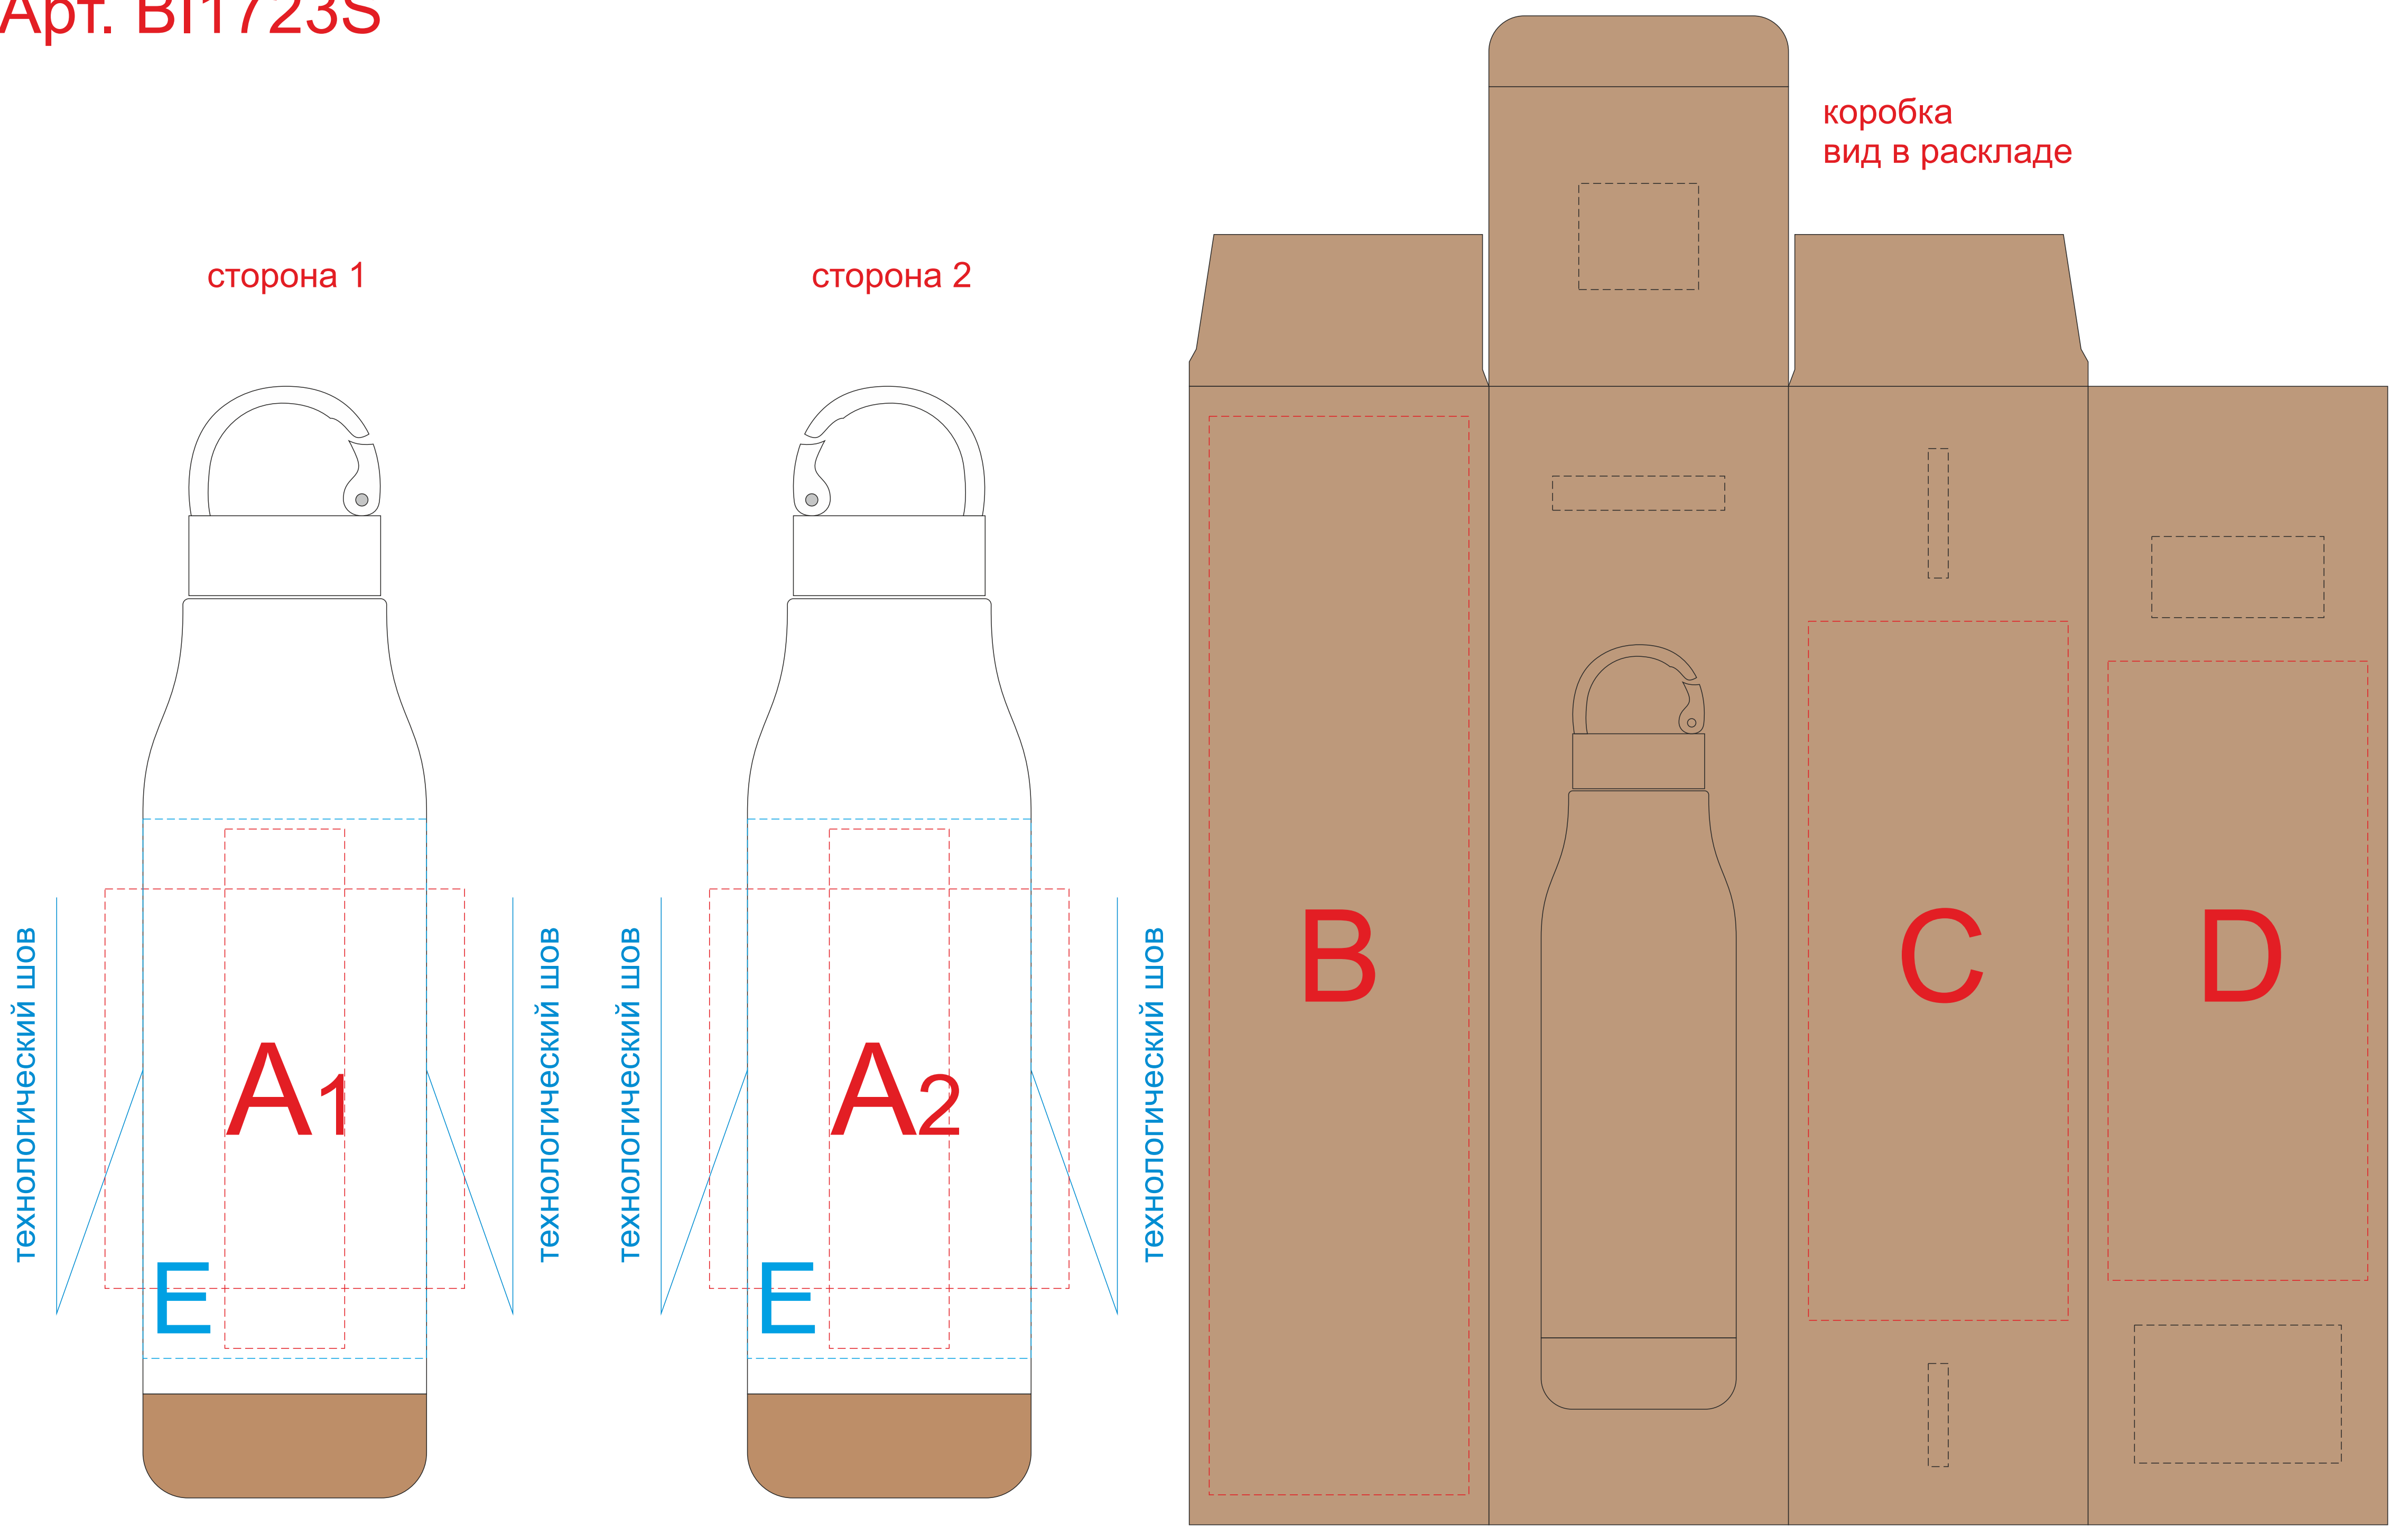 Арт. BI1723S
коробка
вид в раскладе
сторона 1
сторона 2
технологический шов
технологический шов
технологический шов
технологический шов
A1
A2
B
C
D
E
E